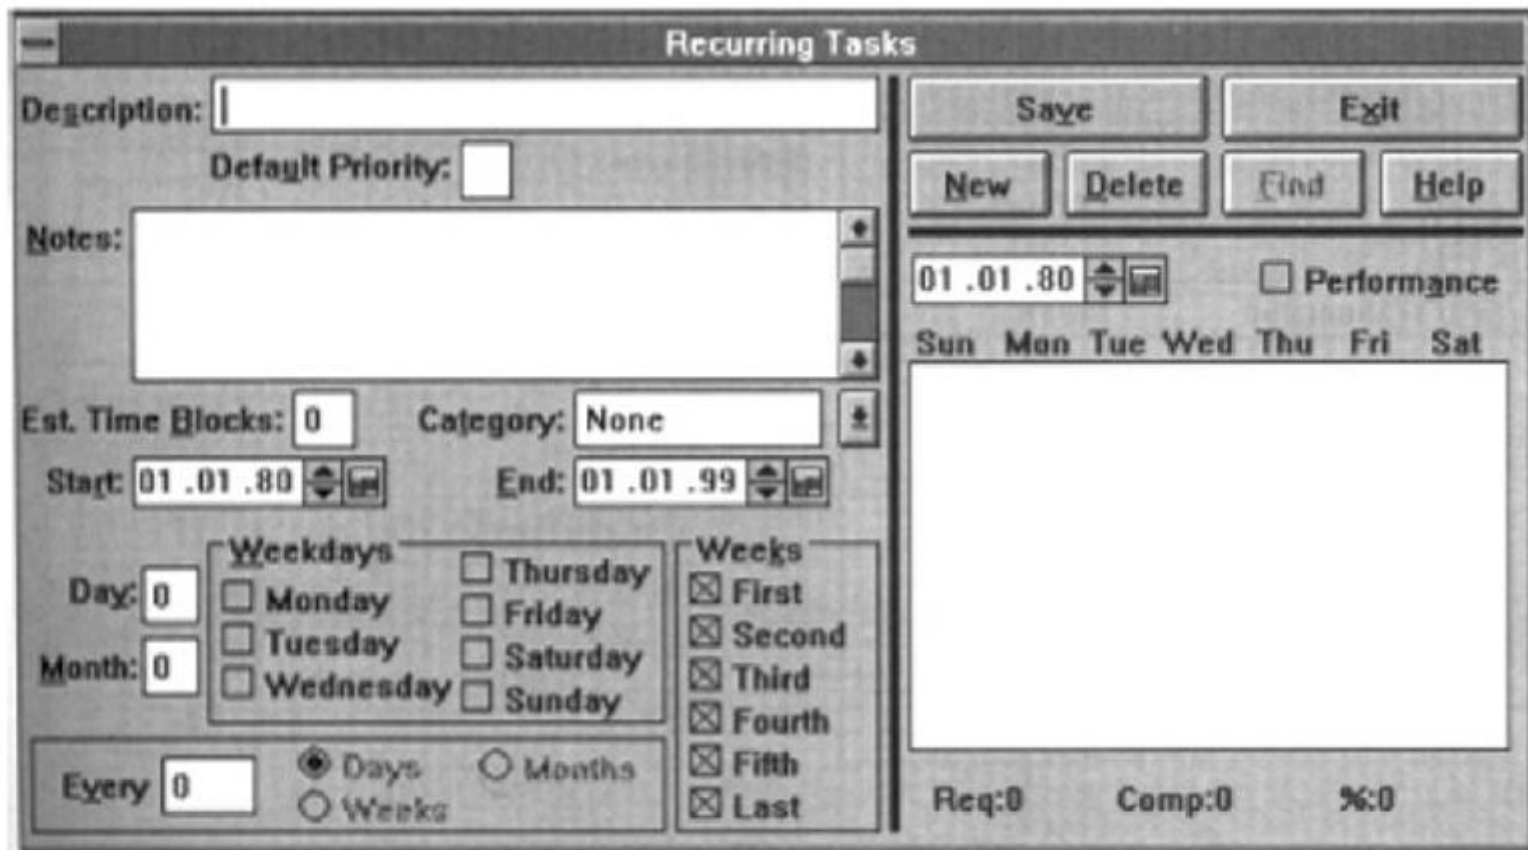 Recurring Tasks
Description:
Default Priority:
Notes:
Est. Time Blocks: 0 Category: None
Start: 01 .01 .80 End: 01 .01 .99
Day: 0
Month: 0
Weekdays
Monday
Tuesday
Wednesday
Thursday
Friday
Saturday
Sunday
Weeks
First
Second
Third
Fourth
Fifth
Last
Every 0
Days
Weeks
Months
Save Exit
New Delete Find Help
01 .01 .80 Performance
Sun Mon Tue Wed Thu Fri Sat
Req:0 Comp:0 %:0